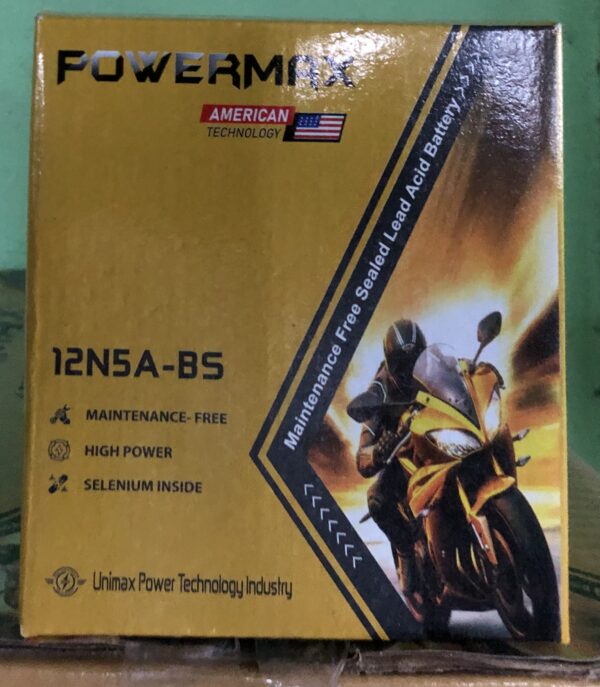 POWERMAX
AMERICAN
TECHNOLOGY
Maintenance Free Sealed Lead Acid Battery >>>>
12N5A-BS
MAINTENANCE- FREE
HIGH POWER
SELENIUM INSIDE
Unimax Power Technology Industry